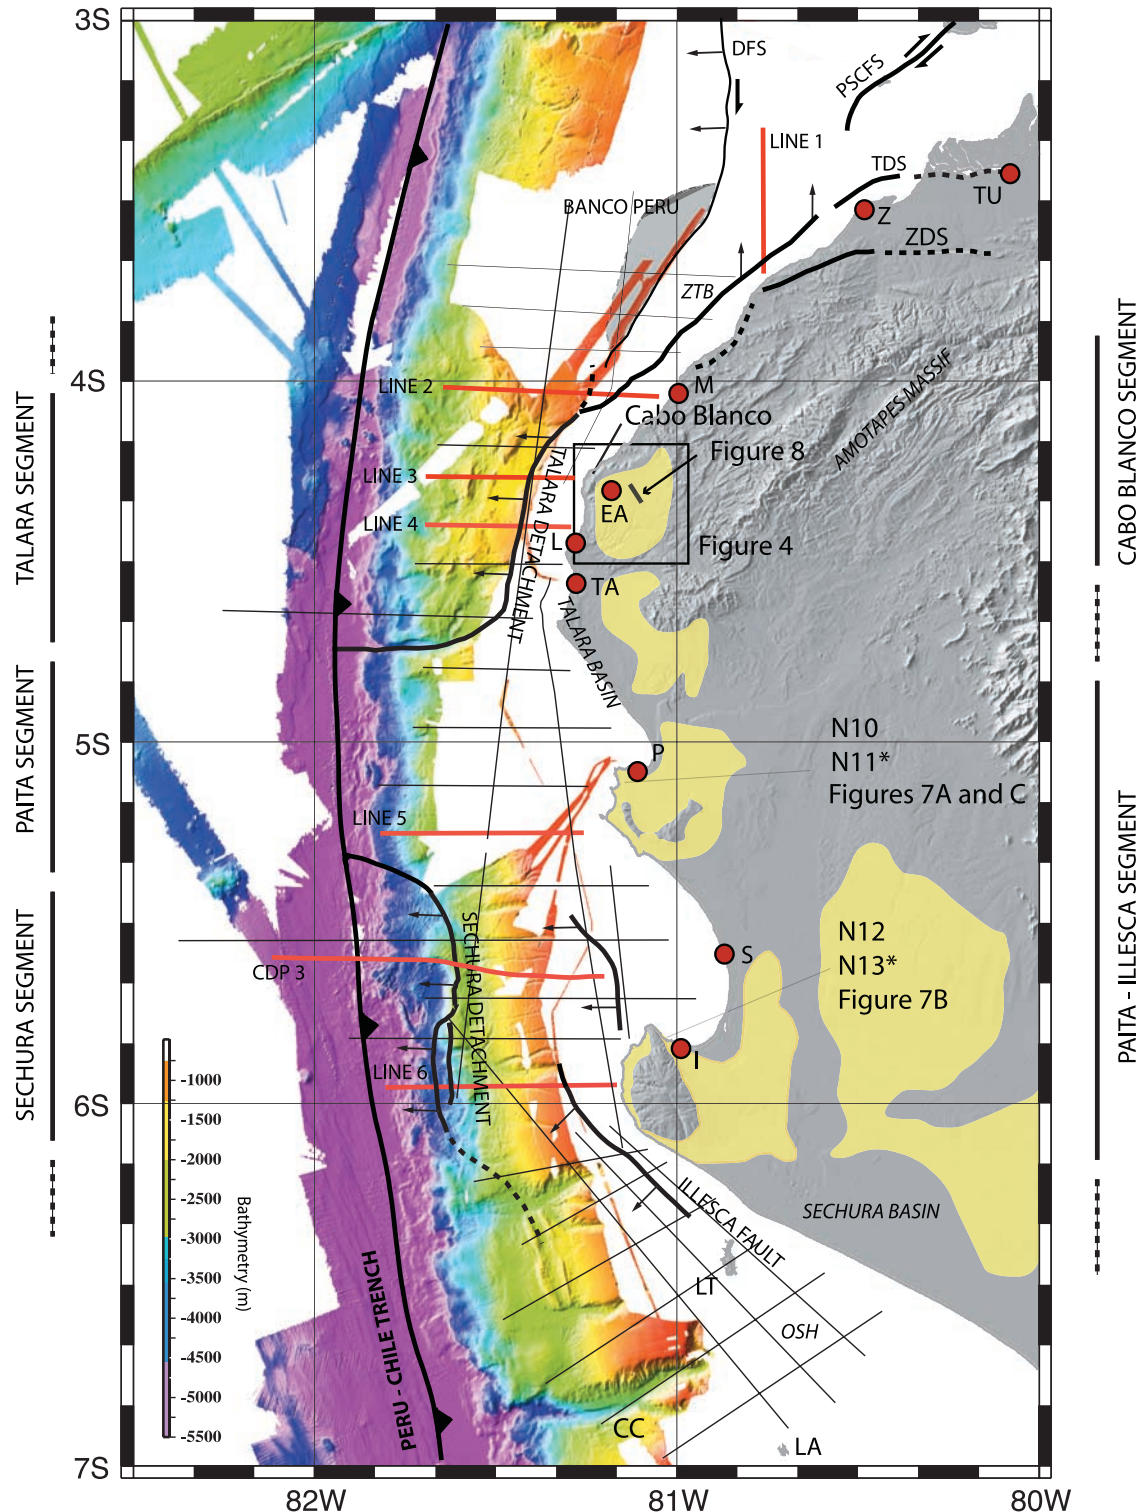 3S
DFS
PSCFS
LINE 1
TDS
TU
BANCO PERU
Z
ZDS
ZTB
CABO BLANCO SEGMENT
4S
LINE 2
M
Cabo Blanco
AMOTAPES MASSIF
Figure 8
TALARA SEGMENT
LINE 3
TALARA DETACHMENT
EA
LINE 4
L
Figure 4
TA
TALARA BASIN
PAITA SEGMENT
N10
5S
P
N11*
Figures 7A and C
PAITA - ILLESCA SEGMENT
LINE 5
SECHURA SEGMENT
SECHURA DETACHMENT
N12
S
N13*
CDP 3
Figure 7B
I
LINE 6
-1000
6S
-1500
-2000
-2500
-3000
-3500
-4000
-4500
-5000
-5500
Bathymetry (m)
ILLESCA FAULT
SECHURA BASIN
LT
OSH
PERU - CHILE TRENCH
CC
LA
7S
82W
81W
80W